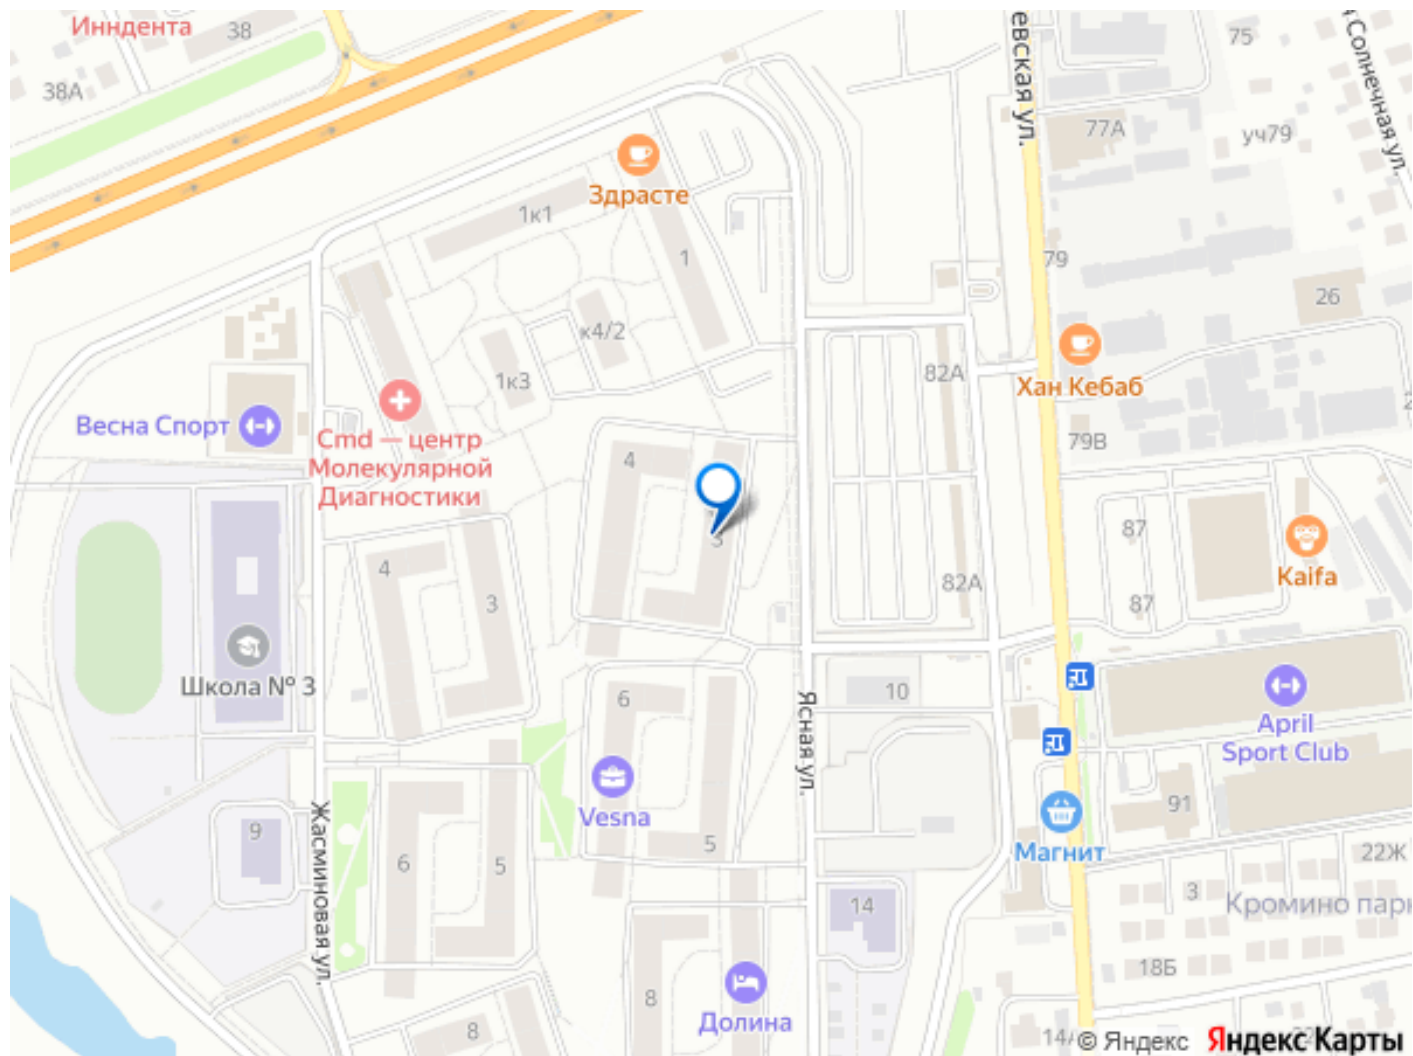 Инндента
38
38А
евская ул.
75
Солнечная ул.
77А
уч79
Здрасте
1к1
1
79
26
к4/2
1к3
82А
Хан Кебаб
79В
Весна Спорт
Cmd — центр
Молекулярной
Диагностики
4
3
87
Kaifa
4
3
82А
87
Школа № 3
6
10
Ясная ул.
April
Sport Club
Vesna
5
91
Магнит
22Ж
9
Жасминовая ул.
6
5
14
3
Кромино парк
18Б
8
Долина
8
14А
© Яндекс
Яндекс Карты